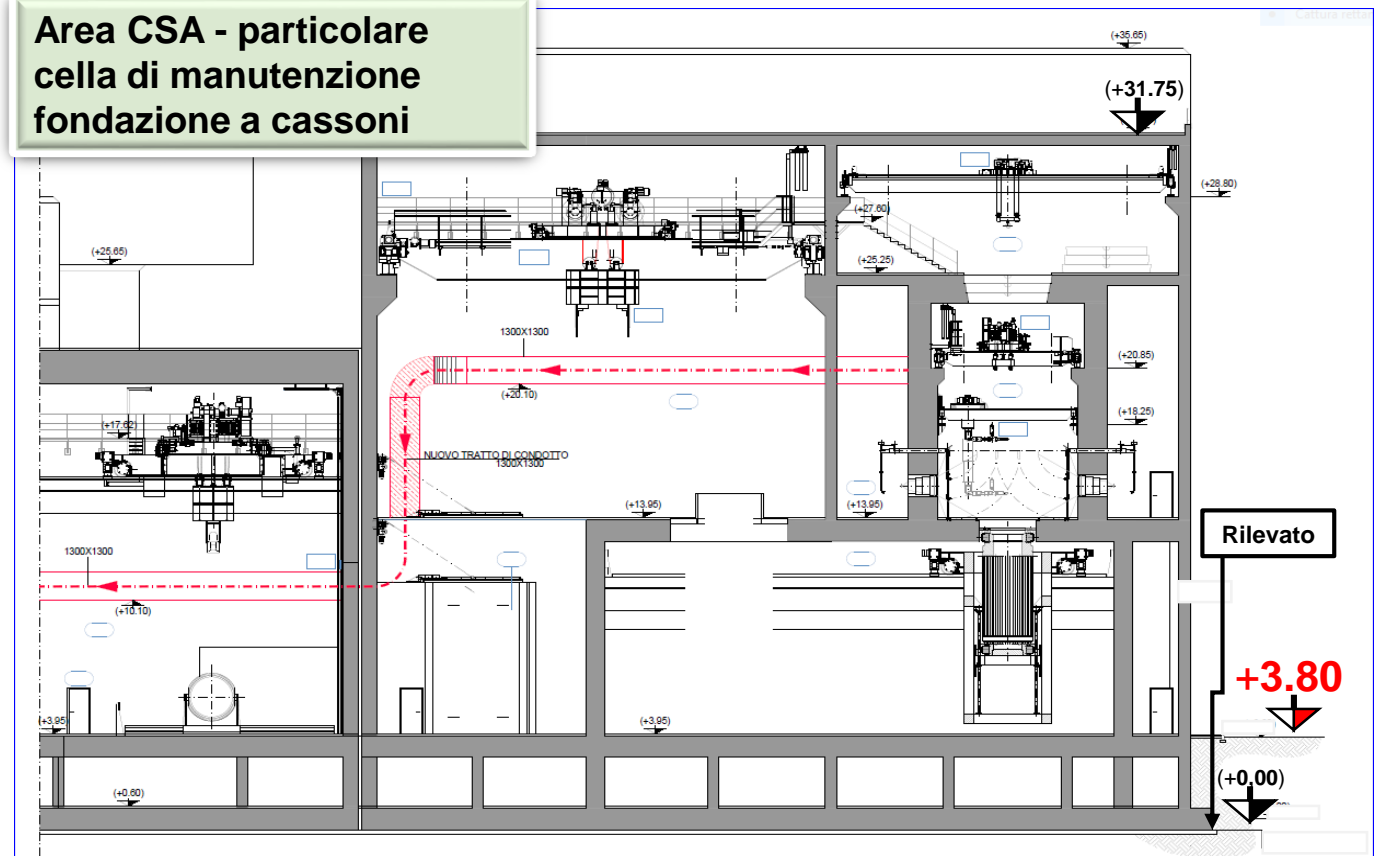 Area CSA - particolare
cella di manutenzione
fondazione a cassoni
Cattura rettan
(+35.65)
(+31.75)
(+28.80)
(+27.60)
(+25.65)
(+25.25)
1300X1300
(+20.85)
(+20.10)
(+18.25)
(+17.62)
NUOVO TRATTO DI CONDOTTO
1300X1300
(+13.95)
(+13.95)
Rilevato
1300X1300
(+10.10)
+3.80
(+3.95)
(+3.95)
(+0.00)
(+0.60)